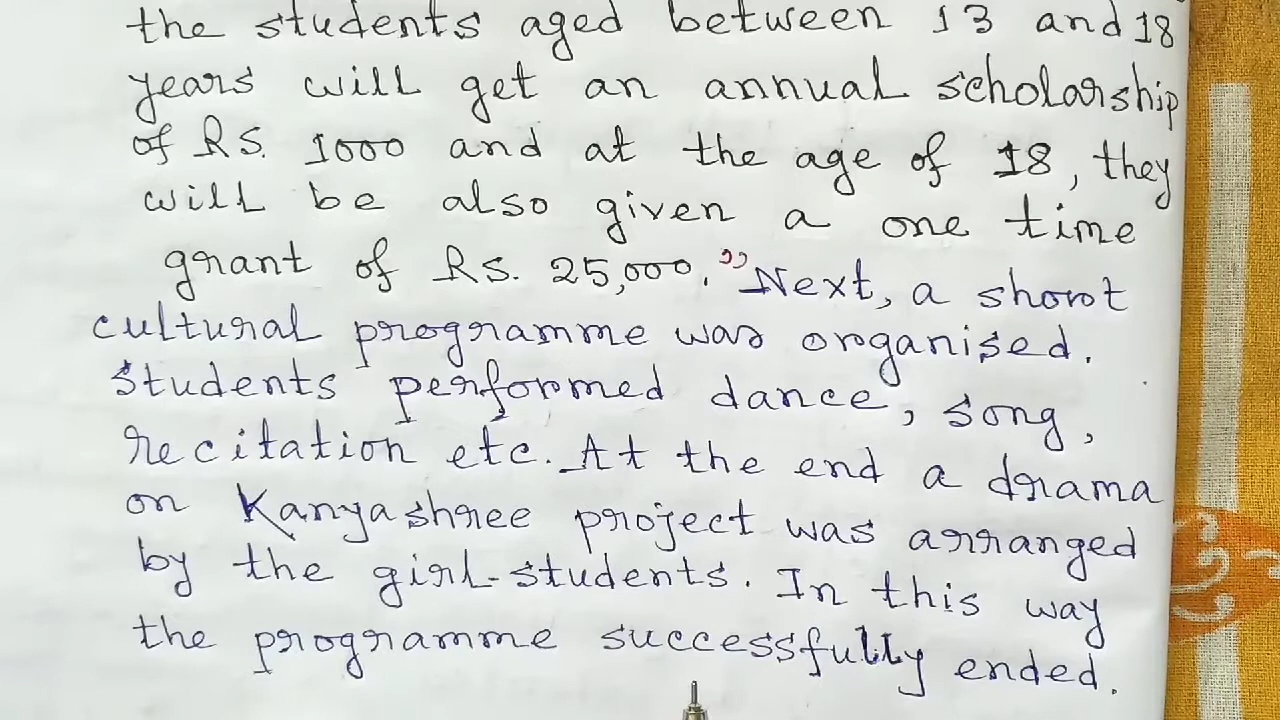 the students aged between 13 and 18
years will get an annual scholarship
of Rs. 1000 and at the age of 18, they
will be also given a one time
grant of Rs. 25,000." Next, a short
cultural programme was organised.
Students performed dance, song,
recitation etc. At the end a drama
on Kanyashree project was arranged
by the girl-students. In this way
the programme successfully ended.